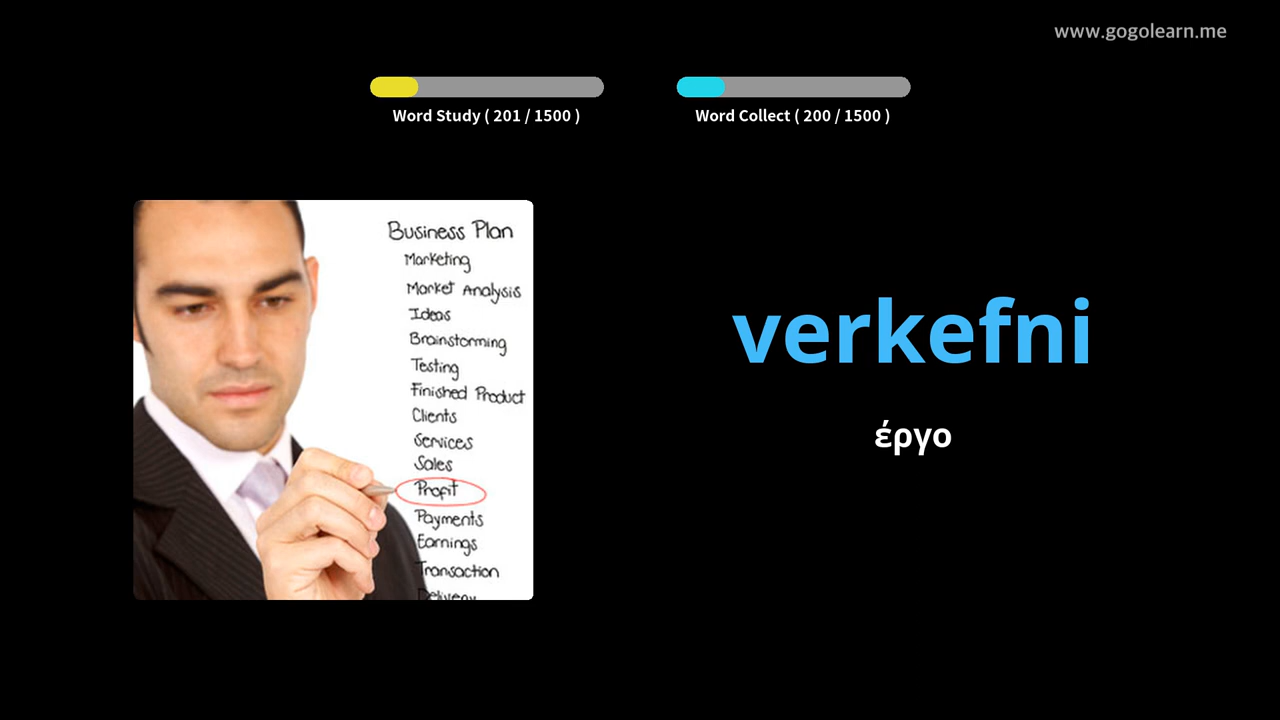 www.gogolearn.me
Word Study ( 201 / 1500 )
Word Collect ( 200 / 1500 )
Business Plan
Marketing
Market Analysis
Ideas
Brainstorming
Testing
Finished Product
Clients
Services
Sales
Profit
Payments
Earnings
Transaction
Delivery
verkefni
έργο